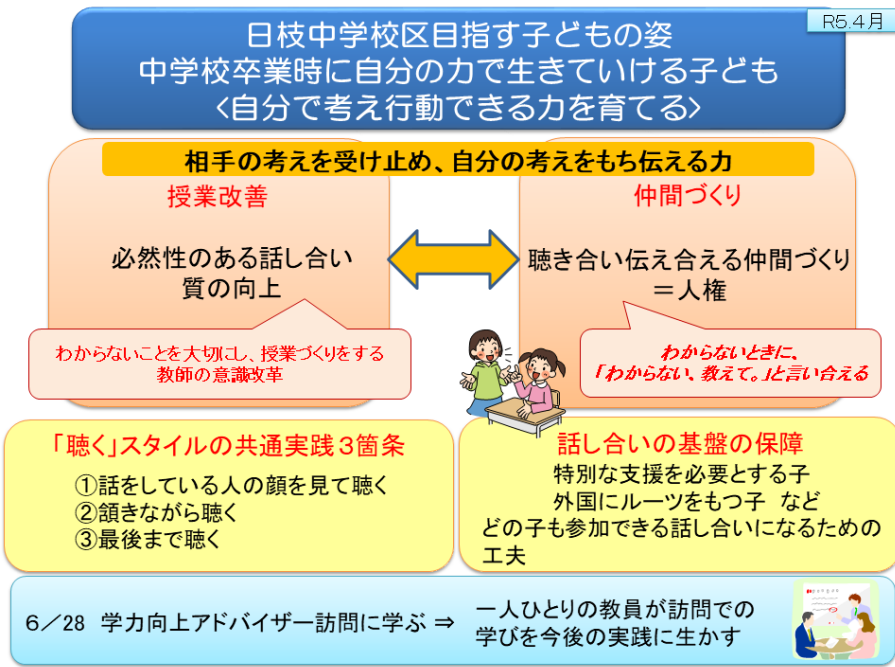 R5.4月
日枝中学校区目指す子どもの姿
中学校卒業時に自分の力で生きていける子ども
<自分で考え行動できる力を育てる>
相手の考えを受け止め、自分の考えをもち伝える力
授業改善
必然性のある話し合い
質の向上
わからないことを大切にし、授業づくりをする
教師の意識改革
仲間づくり
聴き合い伝え合える仲間づくり
＝人権
わからないときに、
「わからない、教えて。」と言い合える
「聴く」スタイルの共通実践3箇条
①話をしている人の顔を見て聴く
②頷きながら聴く
③最後まで聴く
話し合いの基盤の保障
特別な支援を必要とする子
外国にルーツをもつ子 など
どの子も参加できる話し合いになるための
工夫
6／28 学力向上アドバイザー訪問に学ぶ ⇒
一人ひとりの教員が訪問での
学びを今後の実践に生かす